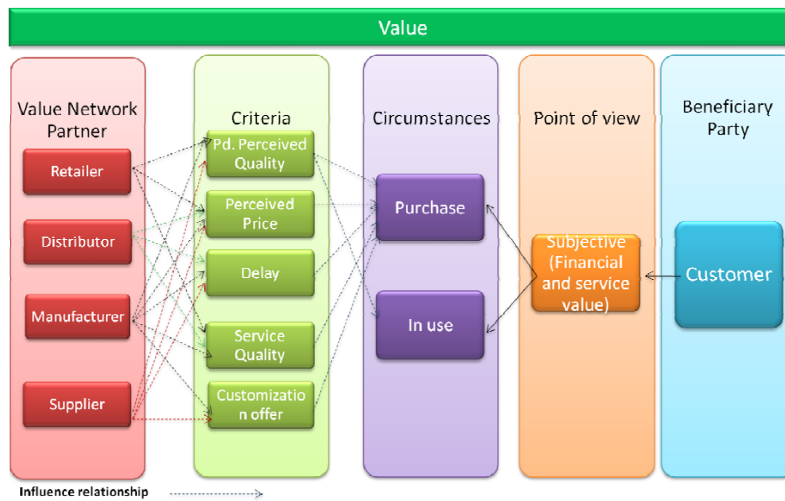 Value
Value Network
Partner
Retailer
Distributor
Manufacturer
Supplier
Criteria
Pd. Perceived
Quality
Perceived
Price
Delay
Service
Quality
Customizatio
n offer
Circumstances
Purchase
In use
Point of view
Subjective
(Financial
and service
value)
Beneficiary
Party
Customer
Influence relationship